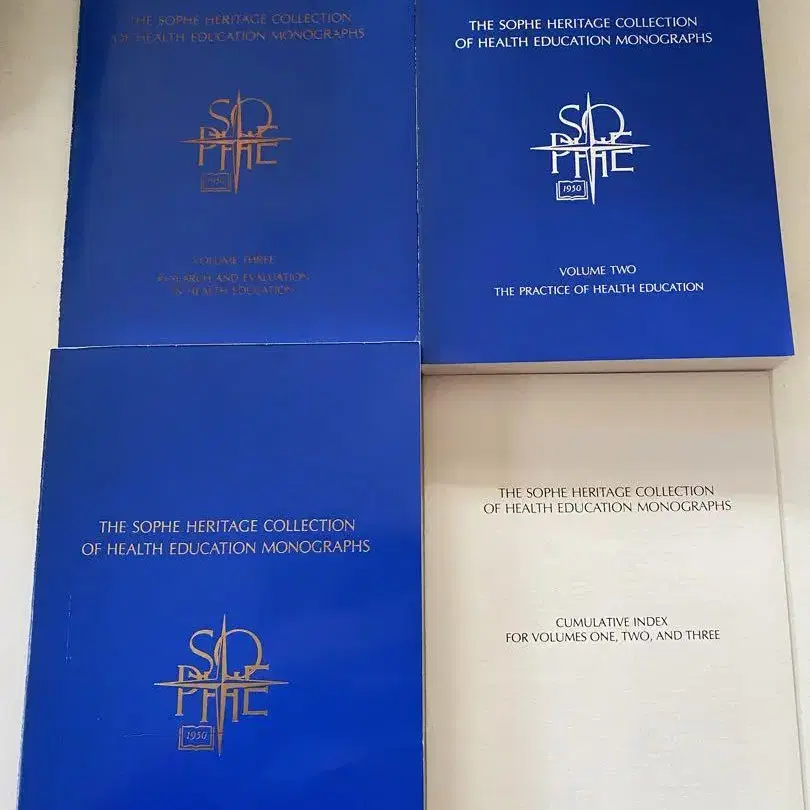 THE SOPHE HERITAGE COLLECTION
OF HEALTH EDUCATION MONOGRAPHS
SOPHE
1950
VOLUME THREE
RESEARCH AND EVALUATION
IN HEALTH EDUCATION
THE SOPHE HERITAGE COLLECTION
OF HEALTH EDUCATION MONOGRAPHS
SOPHE
1950
VOLUME TWO
THE PRACTICE OF HEALTH EDUCATION
THE SOPHE HERITAGE COLLECTION
OF HEALTH EDUCATION MONOGRAPHS
SOPHE
1950
THE SOPHE HERITAGE COLLECTION
OF HEALTH EDUCATION MONOGRAPHS
CUMULATIVE INDEX
FOR VOLUMES ONE, TWO, AND THREE